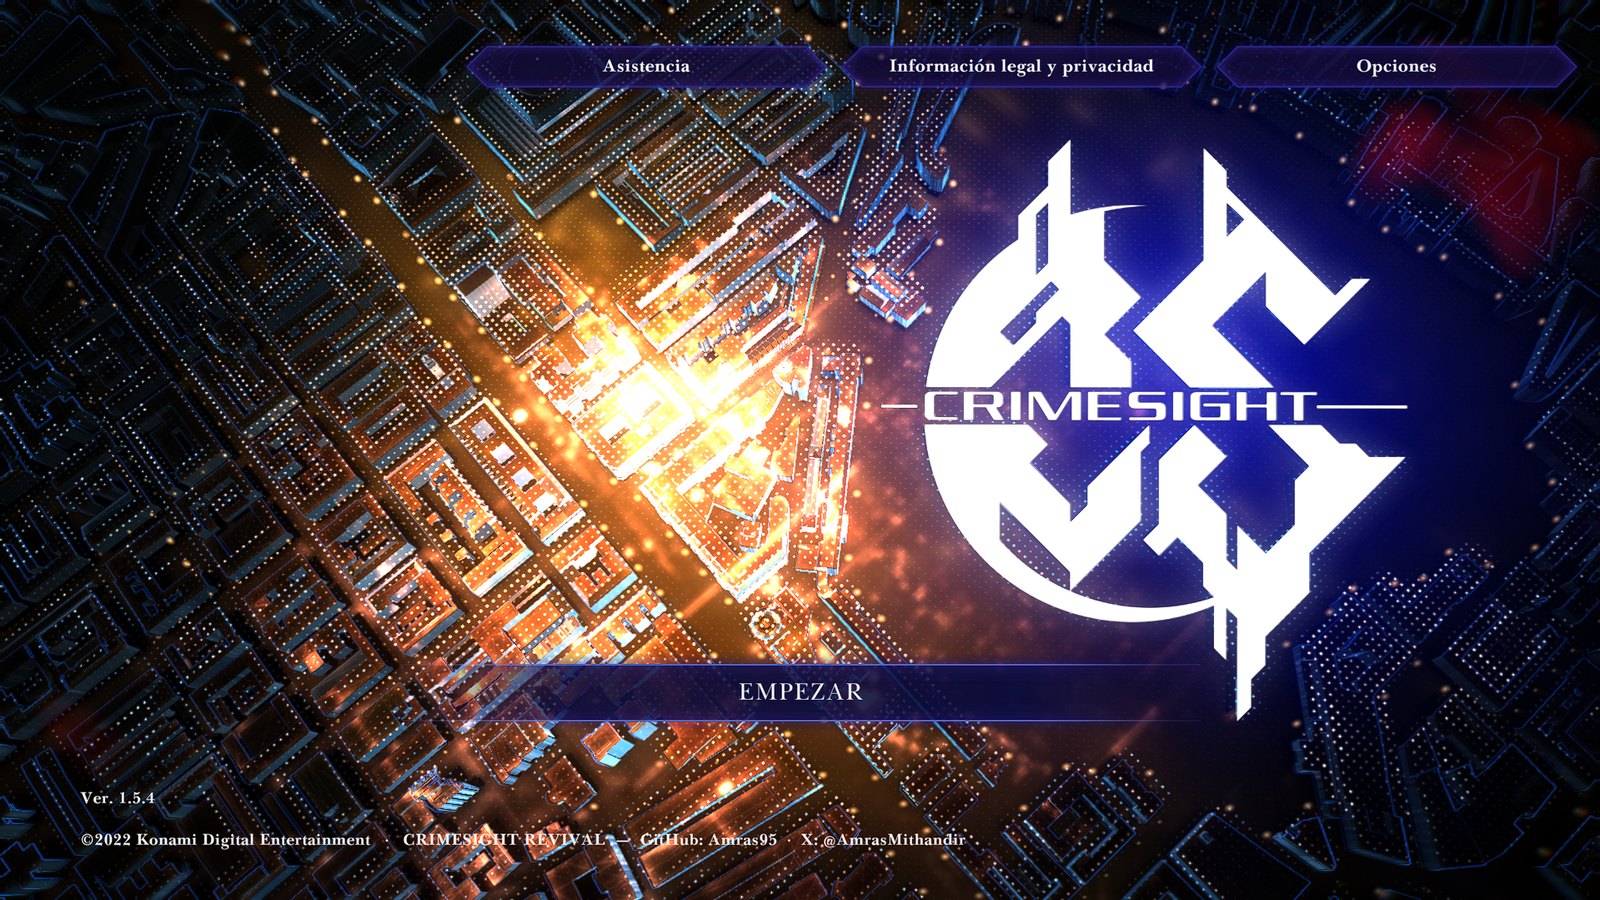 Asistencia
Información legal y privacidad
Opciones
CRIMESIGHT
EMPEZAR
Ver. 1.5.4
©2022 Konami Digital Entertainment · CRIMESIGHT REVIVAL — GitHub: Amras95 · X: @AmrasMithandir